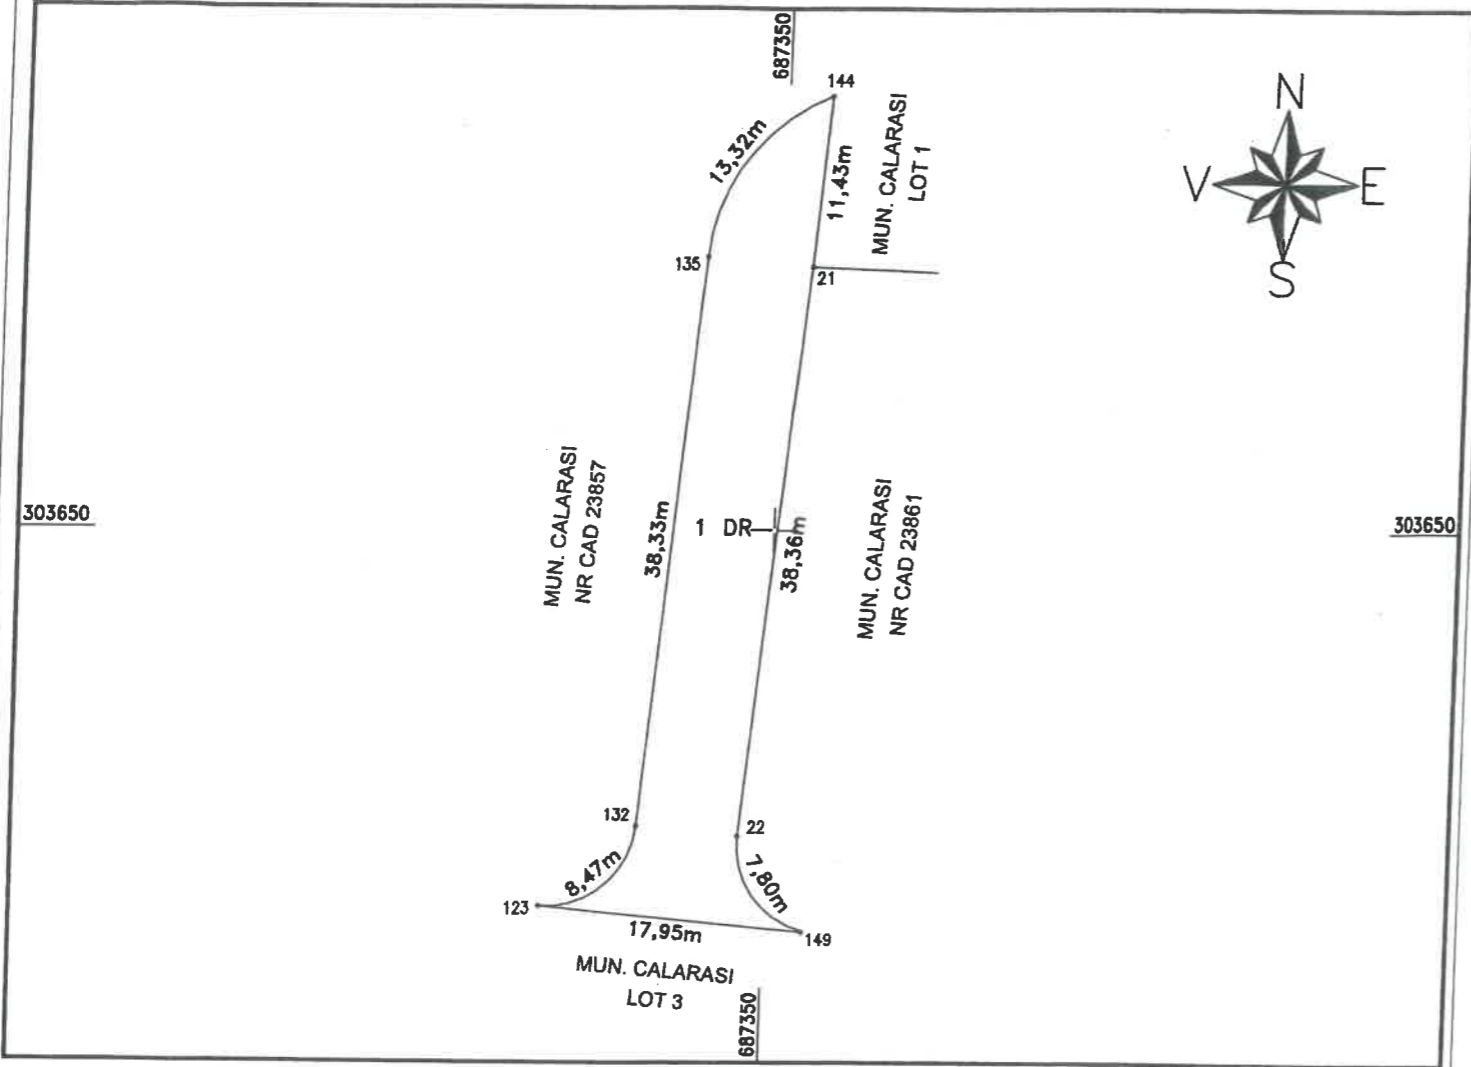 687350
144
N
13,32m
11,43m
MUN. CALARASI
LOT 1
V
E
S
135
21
303650
MUN. CALARASI
NR CAD 23857
38,33m
1 DR
38,36m
MUN. CALARASI
NR CAD 23861
303650
132
22
8,47m
7,80m
123
17,95m
149
MUN. CALARASI
LOT 3
687350